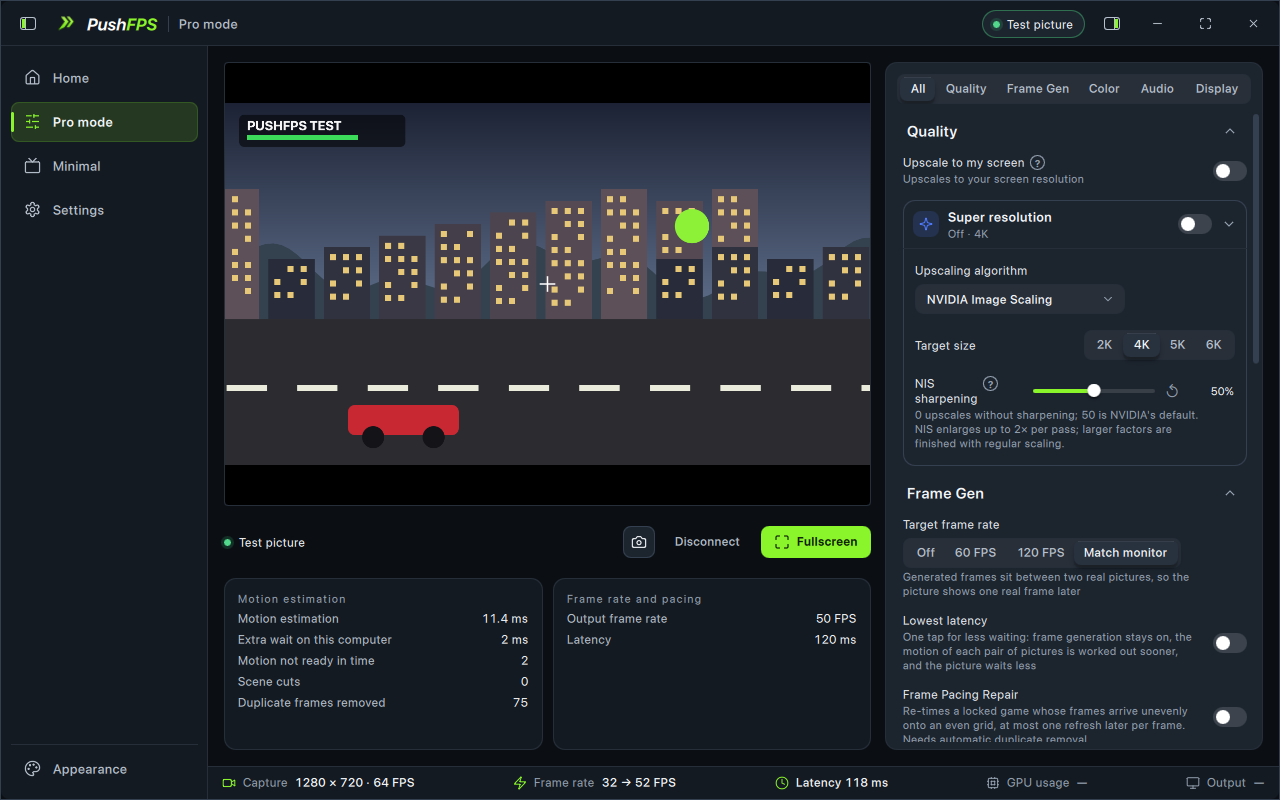 PushFPS
Pro mode
Test picture
Home
Pro mode
Minimal
Settings
Appearance
PUSHFPS TEST
Test picture
Disconnect
Fullscreen
Motion estimation
Motion estimation 11.4 ms
Extra wait on this computer 2 ms
Motion not ready in time 2
Scene cuts 0
Duplicate frames removed 75
Frame rate and pacing
Output frame rate 50 FPS
Latency 120 ms
All Quality Frame Gen Color Audio Display
Quality
Upscale to my screen ?
Upscales to your screen resolution
Super resolution
Off · 4K
Upscaling algorithm
NVIDIA Image Scaling
Target size 2K 4K 5K 6K
NIS ?
sharpening 50%
0 upscales without sharpening; 50 is NVIDIA's default.
NIS enlarges up to 2× per pass; larger factors are
finished with regular scaling.
Frame Gen
Target frame rate
Off 60 FPS 120 FPS Match monitor
Generated frames sit between two real pictures, so the
picture shows one real frame later
Lowest latency
One tap for less waiting: frame generation stays on, the
motion of each pair of pictures is worked out sooner,
and the picture waits less
Frame Pacing Repair
Re-times a locked game whose frames arrive unevenly
onto an even grid, at most one refresh later per frame.
Needs automatic duplicate removal
Capture 1280 × 720 · 64 FPS
Frame rate 32 → 52 FPS
Latency 118 ms
GPU usage —
Output —